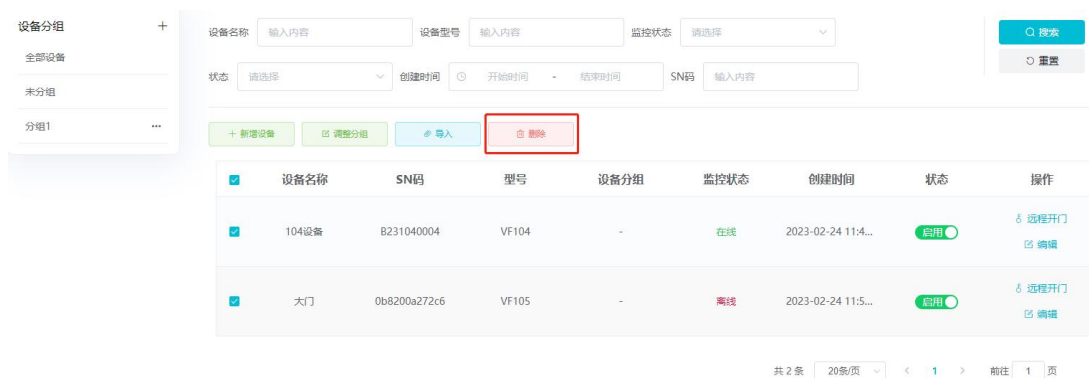 设备分组 +
全部设备
未分组
分组1 ...
设备名称 输入内容 设备型号 输入内容 监控状态 请选择 搜索
状态 请选择 创建时间 开始时间 - 结束时间 SN码 输入内容 重置
+ 新增设备 调整分组 导入 删除
设备名称 SN码 型号 设备分组 监控状态 创建时间 状态 操作
104设备 B231040004 VF104 - 在线 2023-02-24 11:4... 启用 远程开门
编辑
大门 0b8200a272c6 VF105 - 离线 2023-02-24 11:5... 启用 远程开门
编辑
共 2 条 20条/页 < 1 > 前往 1 页